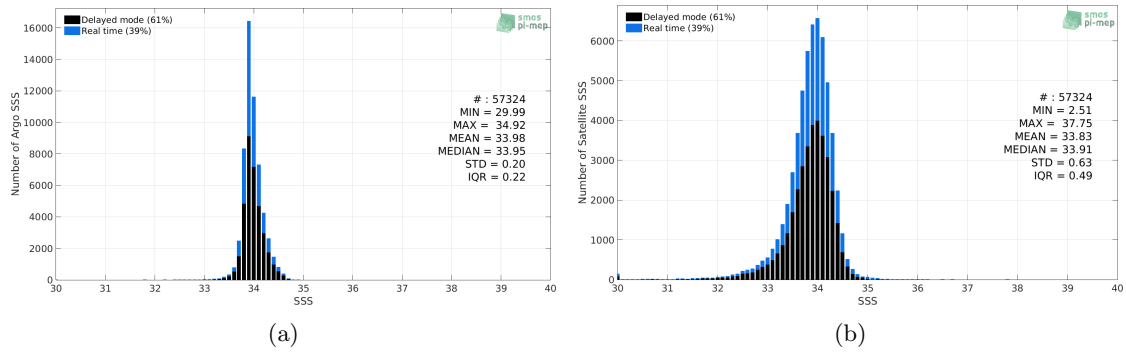 Delayed mode (61%)
Real time (39%)
smos
pi-mep
16000
14000
12000
10000
8000
6000
4000
2000
0
Number of Argo SSS
# : 57324
MIN = 29.99
MAX = 34.92
MEAN = 33.98
MEDIAN = 33.95
STD = 0.20
IQR = 0.22
30 31 32 33 34 35 36 37 38 39 40
SSS
(a)
Delayed mode (61%)
Real time (39%)
smos
pi-mep
6000
5000
4000
3000
2000
1000
0
Number of Satellite SSS
# : 57324
MIN = 2.51
MAX = 37.75
MEAN = 33.83
MEDIAN = 33.91
STD = 0.63
IQR = 0.49
30 31 32 33 34 35 36 37 38 39 40
SSS
(b)